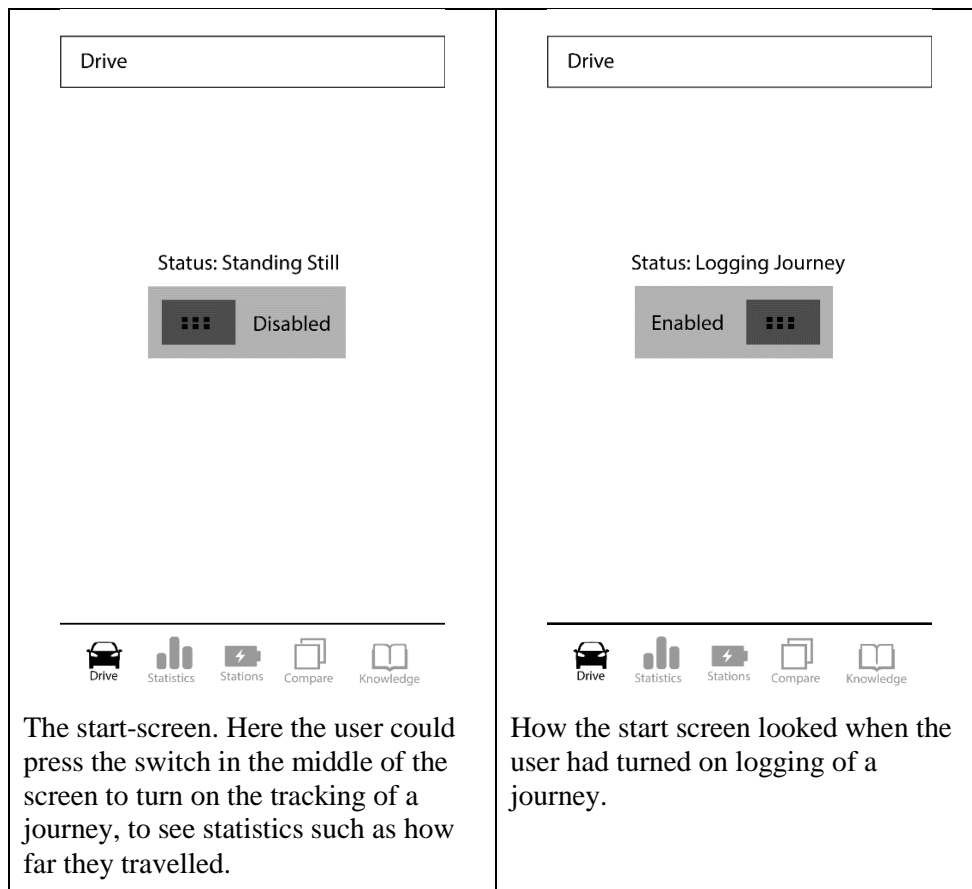 Drive
Status: Standing Still
Disabled
Drive
Statistics
Stations
Compare
Knowledge
The start-screen. Here the user could
press the switch in the middle of the
screen to turn on the tracking of a
journey, to see statistics such as how
far they travelled.
Drive
Status: Logging Journey
Enabled
Drive
Statistics
Stations
Compare
Knowledge
How the start screen looked when the
user had turned on logging of a
journey.